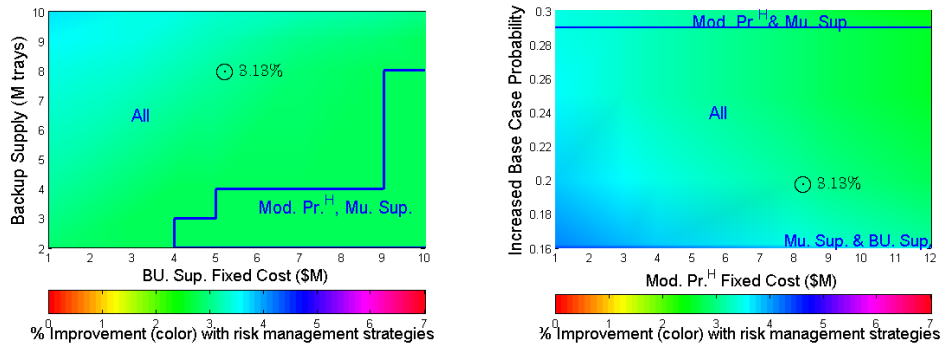 10
9
8
7
6
5
4
3
2
Backup Supply (M trays)
3.13%
All
Mod. Pr.H, Mu. Sup.
1 2 3 4 5 6 7 8 9 10
BU. Sup. Fixed Cost ($M)
0 1 2 3 4 5 6 7
% Improvement (color) with risk management strategies
0.3
0.28
0.26
0.24
0.22
0.2
0.18
0.16
Increased Base Case Probability
Mod. Pr.H & Mu. Sup
All
3.13%
Mu. Sup. & BU. Sup.
1 2 3 4 5 6 7 8 9 10 11 12
Mod. Pr.H Fixed Cost ($M)
0 1 2 3 4 5 6 7
% Improvement (color) with risk management strategies